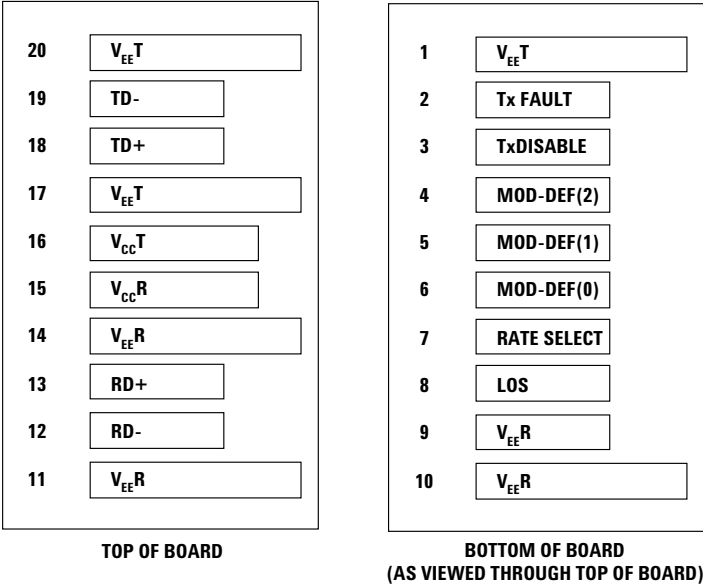 20 VEET
19 TD-
18 TD+
17 VEET
16 VCCT
15 VCCR
14 VEER
13 RD+
12 RD-
11 VEER
TOP OF BOARD
1 VEET
2 Tx FAULT
3 TxDISABLE
4 MOD-DEF(2)
5 MOD-DEF(1)
6 MOD-DEF(0)
7 RATE SELECT
8 LOS
9 VEER
10 VEER
BOTTOM OF BOARD
(AS VIEWED THROUGH TOP OF BOARD)